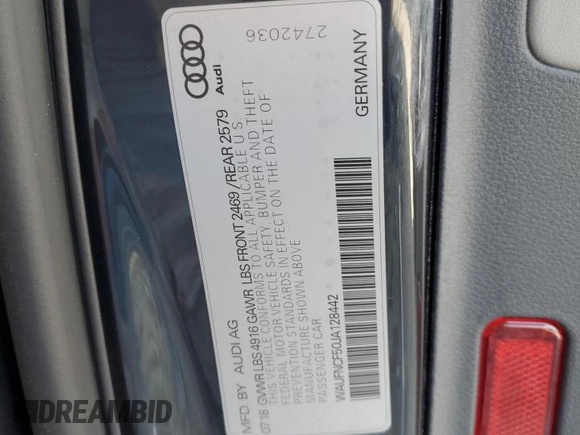 2742036
Audi
MFD. BY AUDI AG
07.18 GVWR LBS 4916 GAWR LBS FRONT 2469 / REAR 2579
THIS VEHICLE CONFORMS TO ALL APPLICABLE U S
FEDERAL MOTOR VEHICLE SAFETY, BUMPER AND THEFT
PREVENTION STANDARDS IN EFFECT ON THE DATE OF
MANUFACTURE SHOWN ABOVE
PASSENGER CAR
WAUFNCF50JA128442
GERMANY
DREAMBID